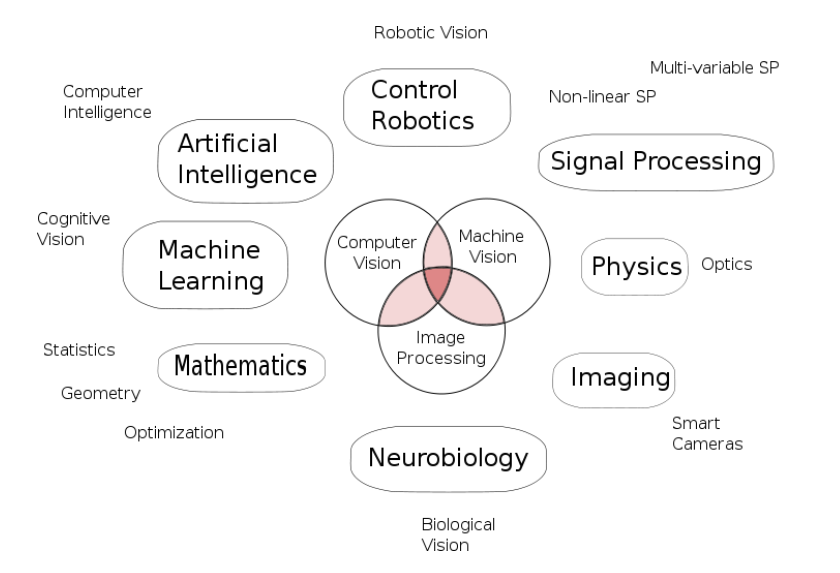 Robotic Vision
Multi-variable SP
Computer
Intelligence
Control
Robotics
Non-linear SP
Artificial
Intelligence
Signal Processing
Cognitive
Vision
Machine
Learning
Computer
Vision
Machine
Vision
Physics
Optics
Image
Processing
Statistics
Mathematics
Geometry
Imaging
Optimization
Smart
Cameras
Neurobiology
Biological
Vision